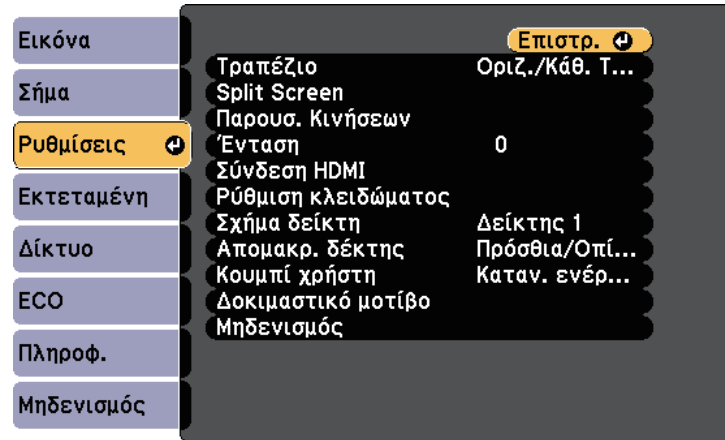 Εικόνα
Σήμα
Ρυθμίσεις
Εκτεταμένη
Δίκτυο
ECO
Πληροφ.
Μηδενισμός
Επιστρ.
Τραπέζιο Οριζ./Κάθ. Τ...
Split Screen
Παρουσ. Κινήσεων
Ένταση 0
Σύνδεση HDMI
Ρύθμιση κλειδώματος
Σχήμα δείκτη Δείκτης 1
Απομακρ. δέκτης Πρόσθια/Οπί...
Κουμπί χρήστη Καταν. ενέρ...
Δοκιμαστικό μοτίβο
Μηδενισμός